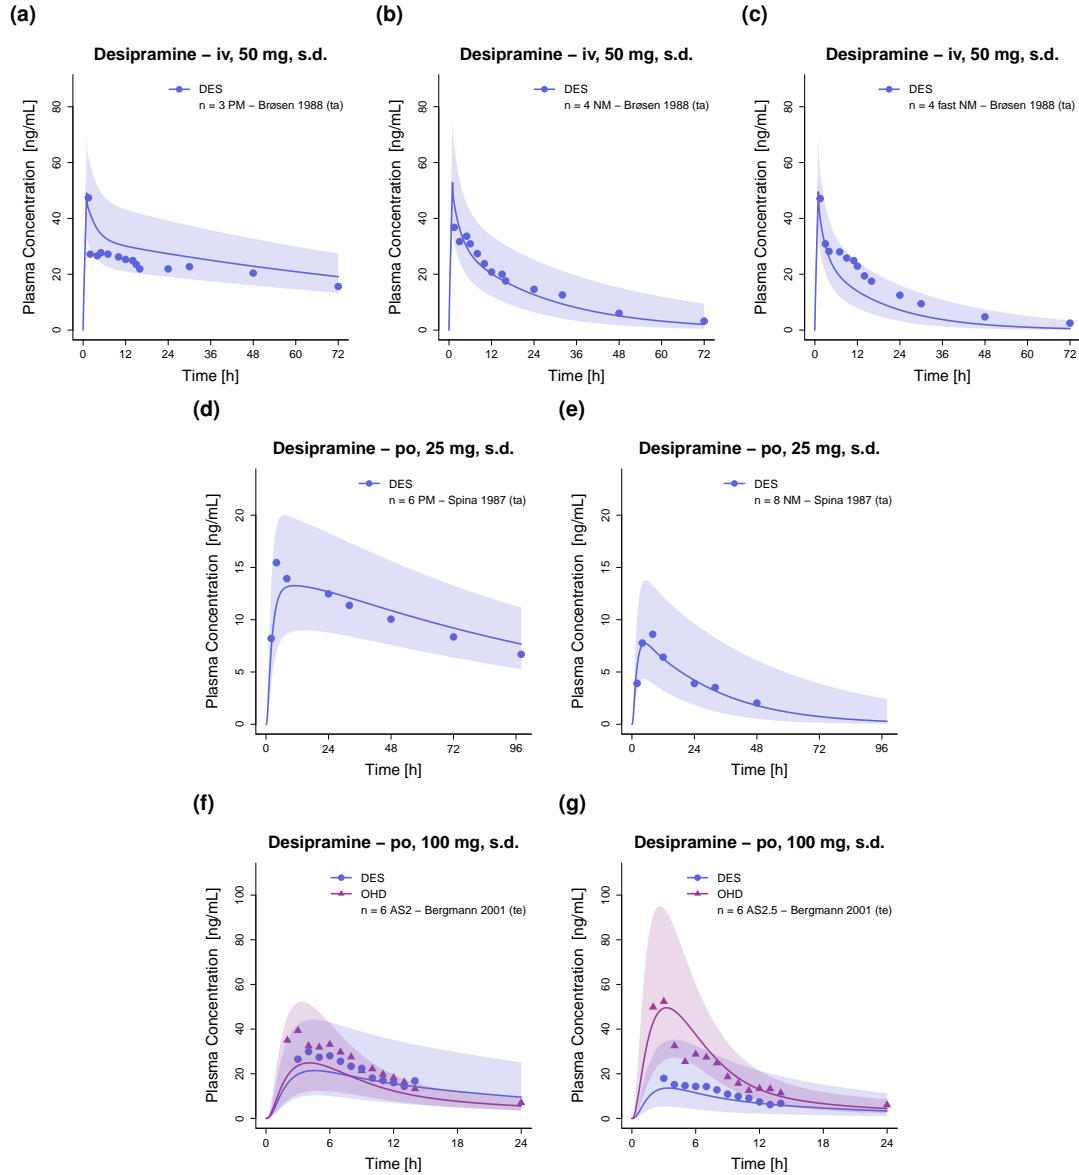 (a)
Desipramine – iv, 50 mg, s.d.
DES
n = 3 PM – Brøsen 1988 (ta)
Plasma Concentration [ng/mL]
0 20 40 60 80
0 12 24 36 48 60 72
Time [h]
(b)
Desipramine – iv, 50 mg, s.d.
DES
n = 4 NM – Brøsen 1988 (ta)
Plasma Concentration [ng/mL]
0 20 40 60 80
0 12 24 36 48 60 72
Time [h]
(c)
Desipramine – iv, 50 mg, s.d.
DES
n = 4 fast NM – Brøsen 1988 (ta)
Plasma Concentration [ng/mL]
0 20 40 60 80
0 12 24 36 48 60 72
Time [h]
(d)
Desipramine – po, 25 mg, s.d.
DES
n = 6 PM – Spina 1987 (ta)
Plasma Concentration [ng/mL]
0 5 10 15 20
0 24 48 72 96
Time [h]
(e)
Desipramine – po, 25 mg, s.d.
DES
n = 8 NM – Spina 1987 (ta)
Plasma Concentration [ng/mL]
0 5 10 15 20
0 24 48 72 96
Time [h]
(f)
Desipramine – po, 100 mg, s.d.
DES
OHD
n = 6 AS2 – Bergmann 2001 (te)
Plasma Concentration [ng/mL]
0 20 40 60 80 100
0 6 12 18 24
Time [h]
(g)
Desipramine – po, 100 mg, s.d.
DES
OHD
n = 6 AS2.5 – Bergmann 2001 (te)
Plasma Concentration [ng/mL]
0 20 40 60 80 100
0 6 12 18 24
Time [h]